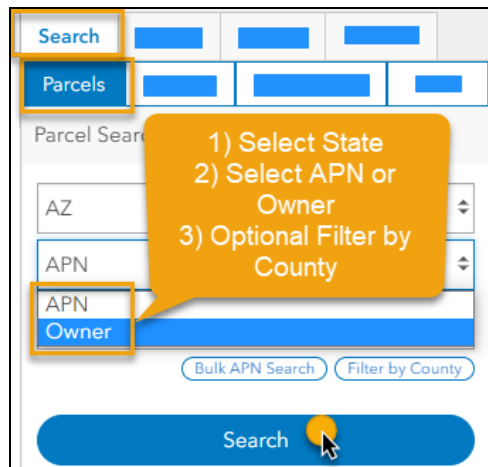 Search
Parcels
Parcel Sear
1) Select State
2) Select APN or
Owner
3) Optional Filter by
County
AZ
APN
APN
Owner
Bulk APN Search
Filter by County
Search